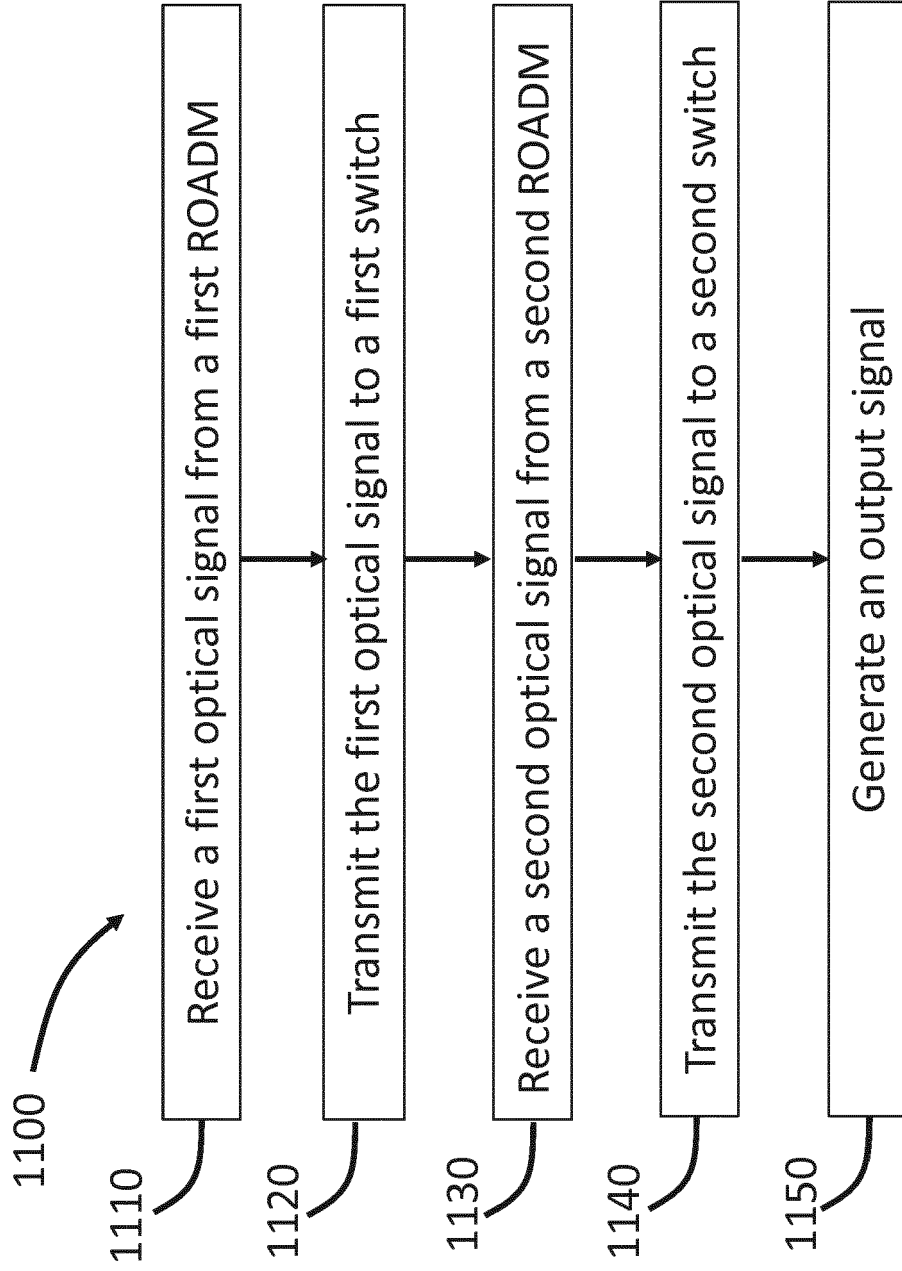 1100
1110
Receive a first optical signal from a first ROADM
1120
Transmit the first optical signal to a first switch
1130
Receive a second optical signal from a second ROADM
1140
Transmit the second optical signal to a second switch
1150
Generate an output signal